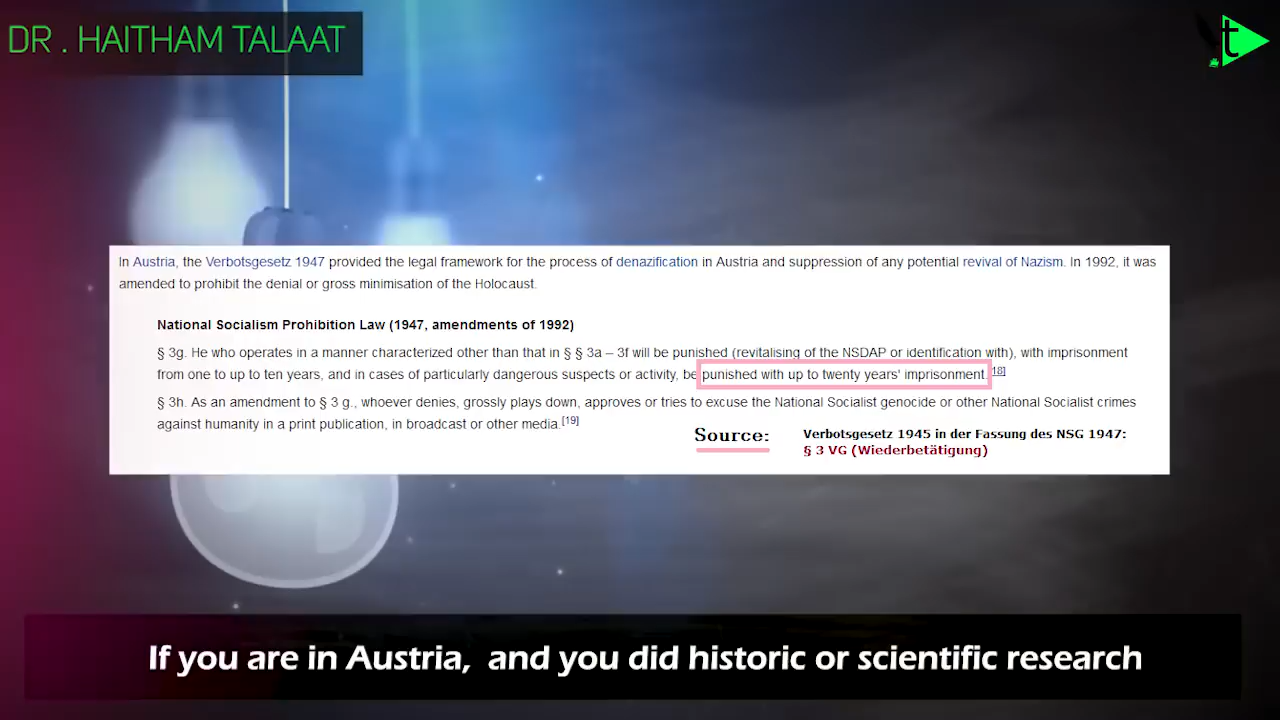 DR . HAITHAM TALAAT
t
In Austria, the Verbotsgesetz 1947 provided the legal framework for the process of denazification in Austria and suppression of any potential revival of Nazism. In 1992, it was
amended to prohibit the denial or gross minimisation of the Holocaust.
National Socialism Prohibition Law (1947, amendments of 1992)
§ 3g. He who operates in a manner characterized other than that in § § 3a – 3f will be punished (revitalising of the NSDAP or identification with), with imprisonment
from one to up to ten years, and in cases of particularly dangerous suspects or activity, be punished with up to twenty years' imprisonment.[18]
§ 3h. As an amendment to § 3 g., whoever denies, grossly plays down, approves or tries to excuse the National Socialist genocide or other National Socialist crimes
against humanity in a print publication, in broadcast or other media.[19]
Source: Verbotsgesetz 1945 in der Fassung des NSG 1947:
§ 3 VG (Wiederbetätigung)
If you are in Austria, and you did historic or scientific research